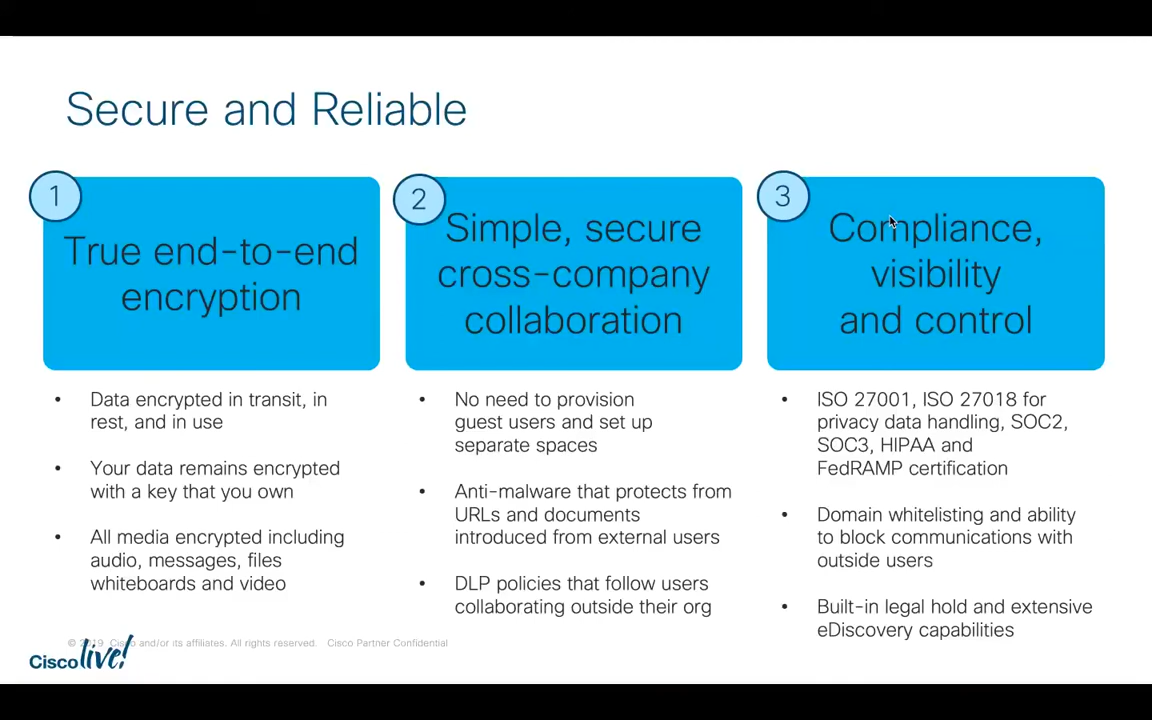 Secure and Reliable
1
True end-to-end
encryption
• Data encrypted in transit, in
rest, and in use
• Your data remains encrypted
with a key that you own
• All media encrypted including
audio, messages, files
whiteboards and video
2
Simple, secure
cross-company
collaboration
• No need to provision
guest users and set up
separate spaces
• Anti-malware that protects from
URLs and documents
introduced from external users
• DLP policies that follow users
collaborating outside their org
3
Compliance,
visibility
and control
• ISO 27001, ISO 27018 for
privacy data handling, SOC2,
SOC3, HIPAA and
FedRAMP certification
• Domain whitelisting and ability
to block communications with
outside users
• Built-in legal hold and extensive
eDiscovery capabilities
© 2019 Cisco and/or its affiliates. All rights reserved. Cisco Partner Confidential
Cisco live!